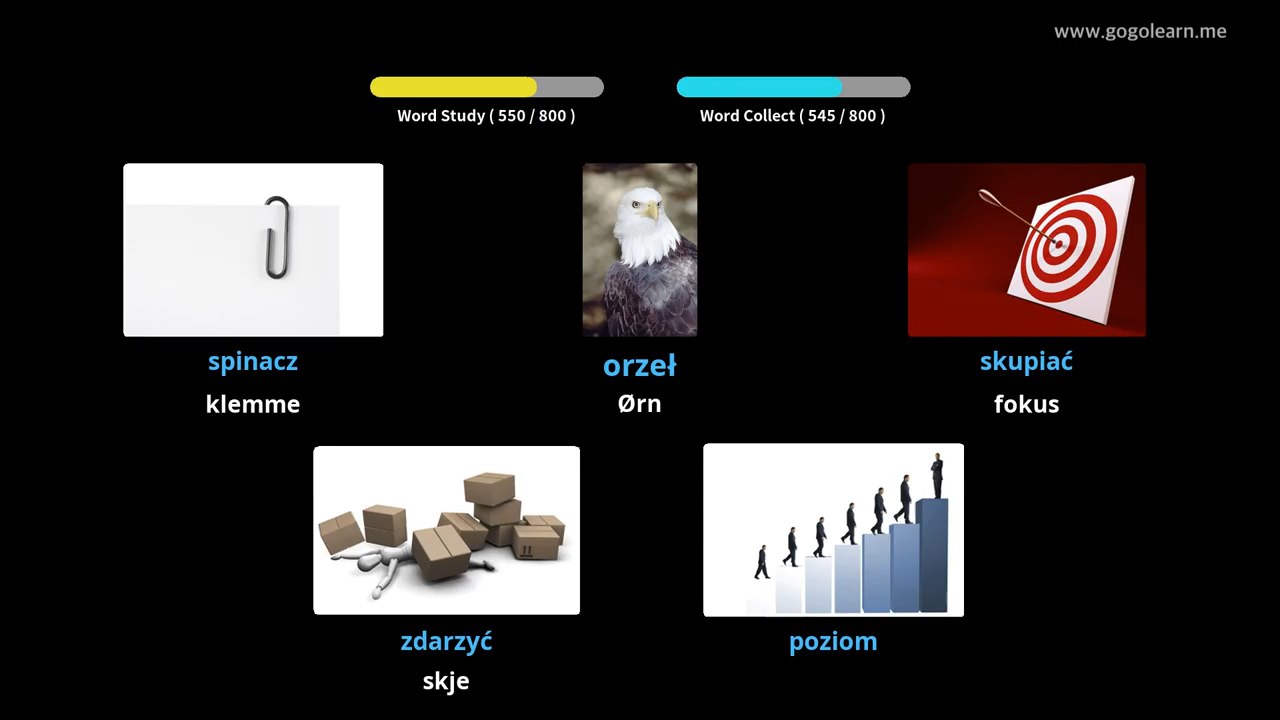 www.gogolearn.me
Word Study ( 550 / 800 )
Word Collect ( 545 / 800 )
spinacz
orzeł
skupiać
klemme
Ørn
fokus
zdarzyć
poziom
skje